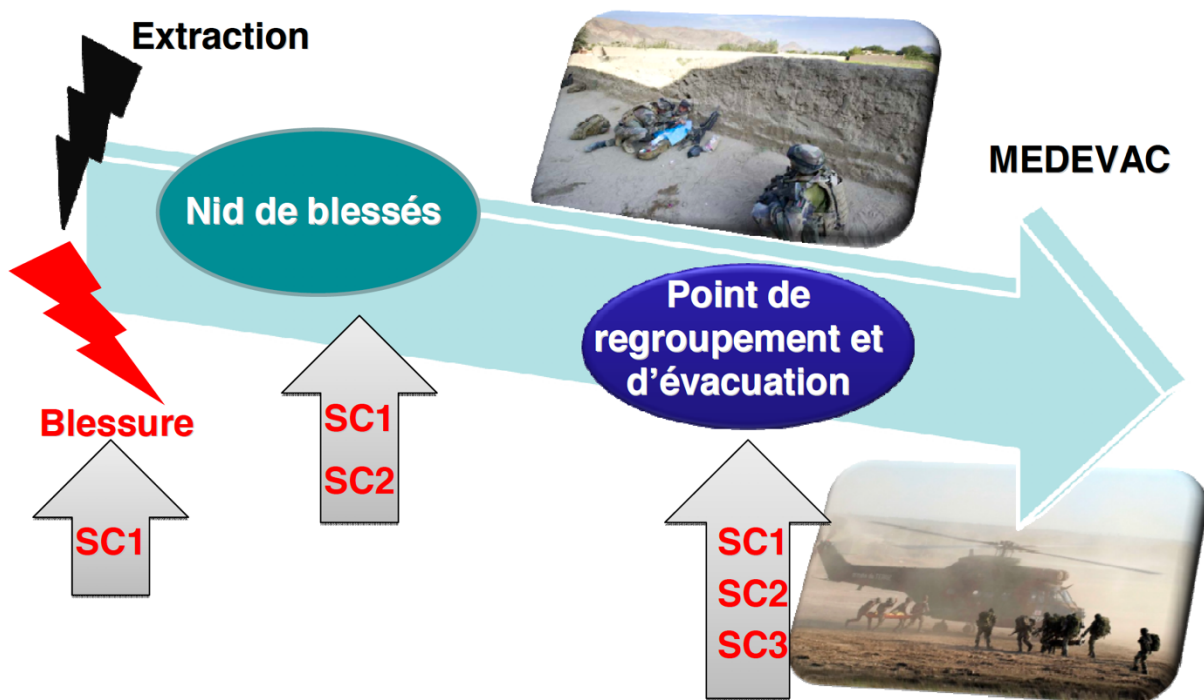 Extraction
Nid de blessés
MEDEVAC
Point de
regroupement et
d'évacuation
Blessure
SC1
SC1
SC2
SC1
SC2
SC3